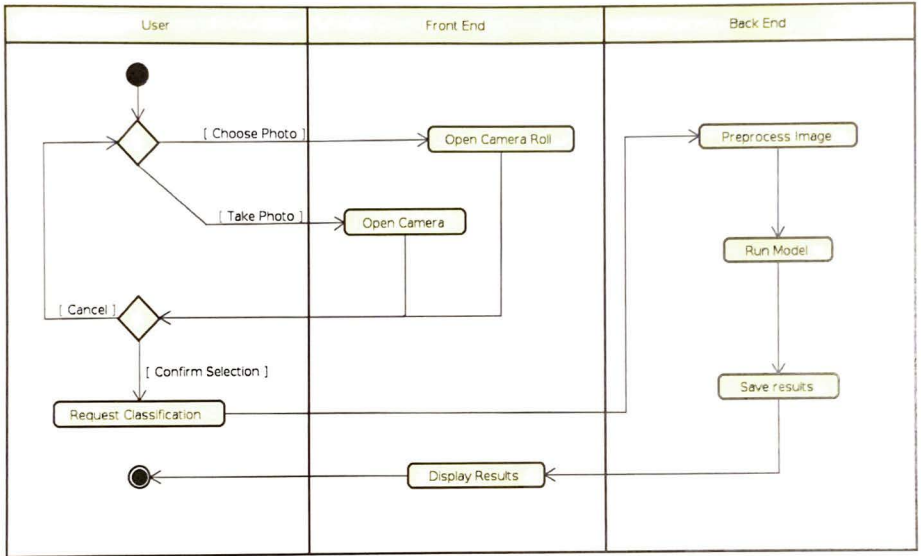 User
Front End
Back End
[ Choose Photo ]
Open Camera Roll
Preprocess Image
[ Take Photo ]
Open Camera
Run Model
[ Cancel ]
[ Confirm Selection ]
Save results
Request Classification
Display Results